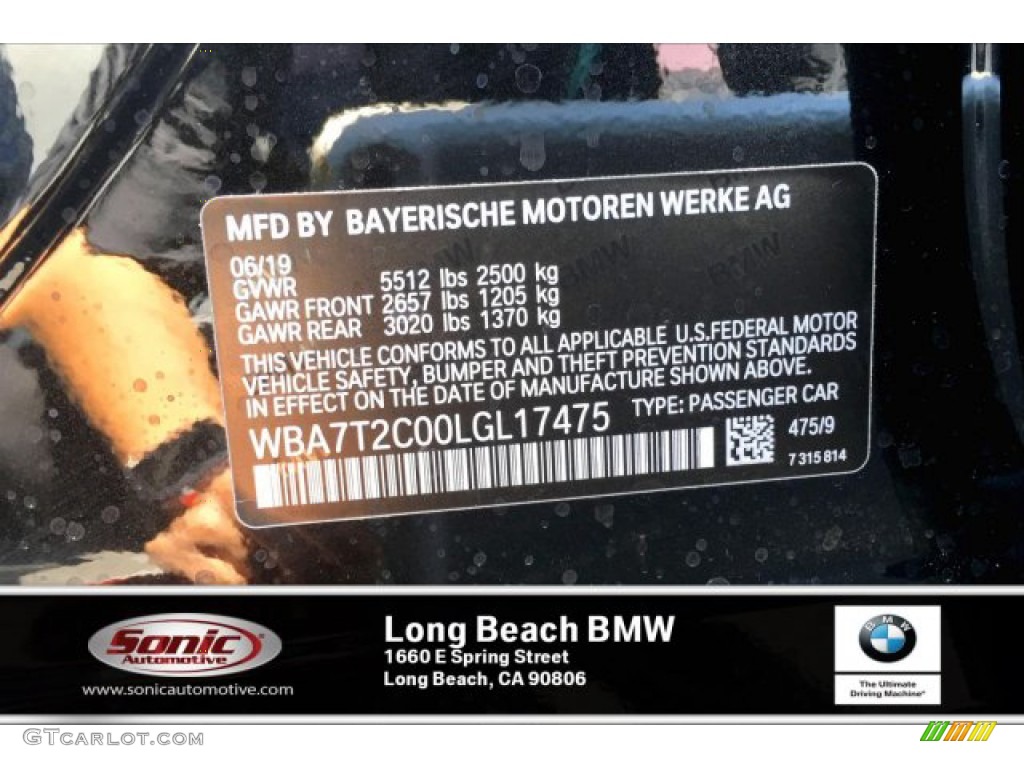 MFD BY BAYERISCHE MOTOREN WERKE AG
06/19
GVWR 5512 lbs 2500 kg
GAWR FRONT 2657 lbs 1205 kg
GAWR REAR 3020 lbs 1370 kg
THIS VEHICLE CONFORMS TO ALL APPLICABLE U.S.FEDERAL MOTOR
VEHICLE SAFETY, BUMPER AND THEFT PREVENTION STANDARDS
IN EFFECT ON THE DATE OF MANUFACTURE SHOWN ABOVE.
WBA7T2C00LGL17475 TYPE: PASSENGER CAR
475/9
7 315 814
Sonic
Automotive
www.sonicautomotive.com
Long Beach BMW
1660 E Spring Street
Long Beach, CA 90806
BMW
The Ultimate
Driving Machine®
GTcarlot.com